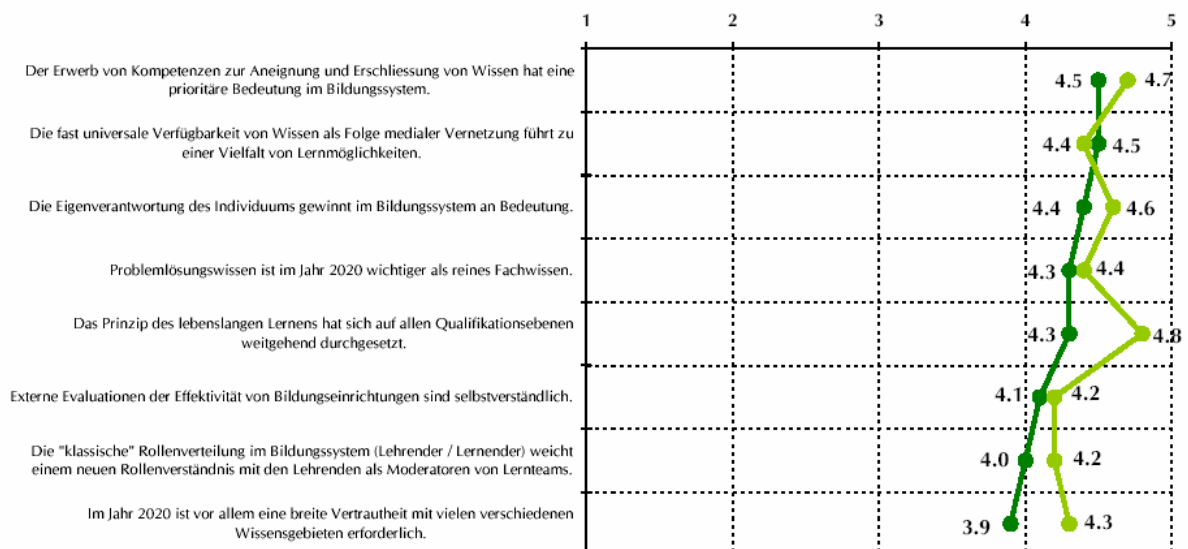 1 2 3 4 5
Der Erwerb von Kompetenzen zur Aneignung und Erschliessung von Wissen hat eine
prioritäre Bedeutung im Bildungssystem.
4.5 4.7
Die fast universale Verfügbarkeit von Wissen als Folge medialer Vernetzung führt zu
einer Vielfalt von Lernmöglichkeiten.
4.4 4.5
Die Eigenverantwortung des Individuums gewinnt im Bildungssystem an Bedeutung.
4.4 4.6
Problemlösungswissen ist im Jahr 2020 wichtiger als reines Fachwissen.
4.3 4.4
Das Prinzip des lebenslangen Lernens hat sich auf allen Qualifikationsebenen
weitgehend durchgesetzt.
4.3 4.8
Externe Evaluationen der Effektivität von Bildungseinrichtungen sind selbstverständlich.
4.1 4.2
Die "klassische" Rollenverteilung im Bildungssystem (Lehrender / Lernender) weicht
einem neuen Rollenverständnis mit den Lehrenden als Moderatoren von Lernteams.
4.0 4.2
Im Jahr 2020 ist vor allem eine breite Vertrautheit mit vielen verschiedenen
Wissensgebieten erforderlich.
3.9 4.3